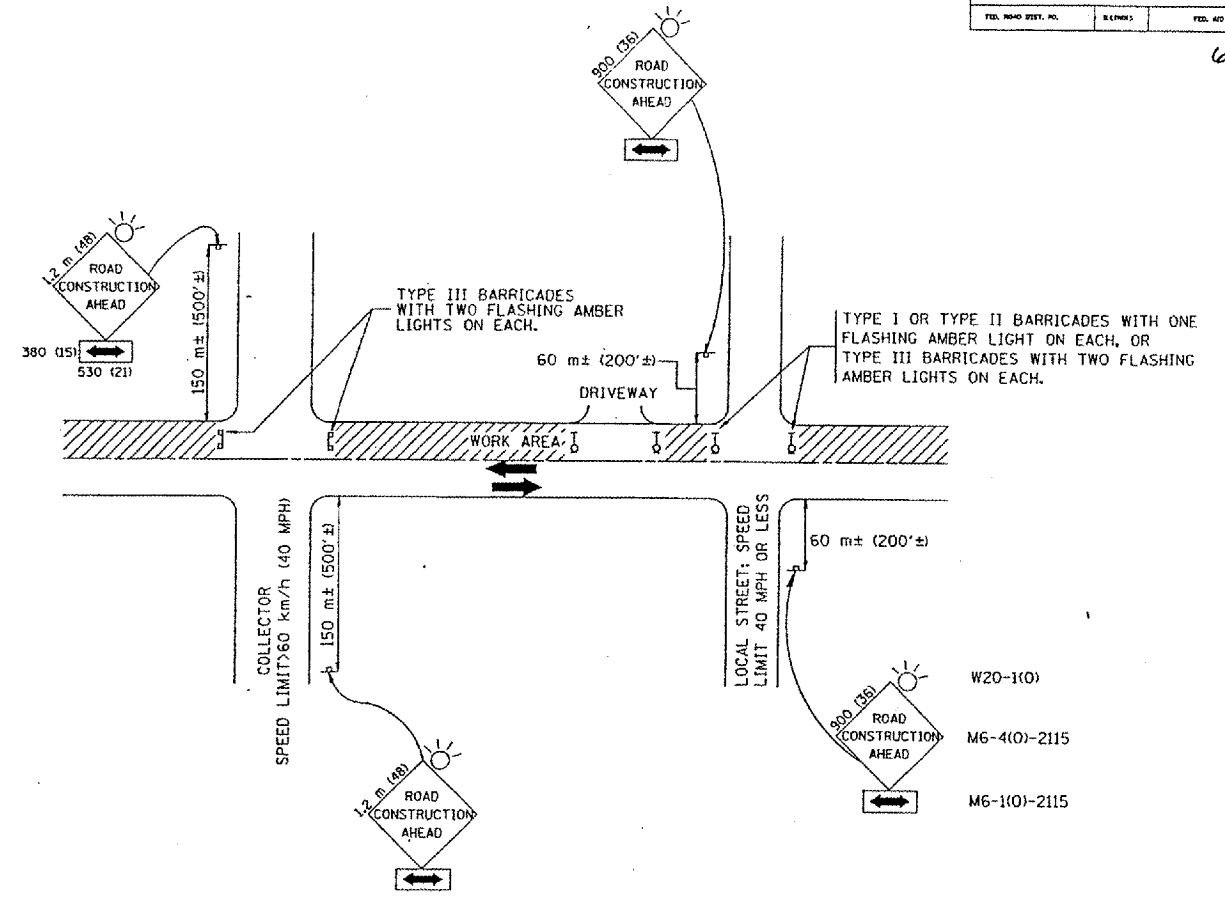 FED. ROAD DIST. NO.
ILLINOIS
FED. AID
900 (36)
ROAD
CONSTRUCTION
AHEAD
1.2 m (48)
ROAD
CONSTRUCTION
AHEAD
380 (15)
530 (21)
150 m± (500'±)
TYPE III BARRICADES
WITH TWO FLASHING AMBER
LIGHTS ON EACH.
60 m± (200'±)
DRIVEWAY
TYPE I OR TYPE II BARRICADES WITH ONE
FLASHING AMBER LIGHT ON EACH, OR
TYPE III BARRICADES WITH TWO FLASHING
AMBER LIGHTS ON EACH.
WORK AREA
COLLECTOR
SPEED LIMIT>60 km/h (40 MPH)
150 m± (500'±)
LOCAL STREET: SPEED
LIMIT 40 MPH OR LESS
60 m± (200'±)
1.2 m (48)
ROAD
CONSTRUCTION
AHEAD
900 (36)
ROAD
CONSTRUCTION
AHEAD
W20-1(O)
M6-4(O)-2115
M6-1(O)-2115